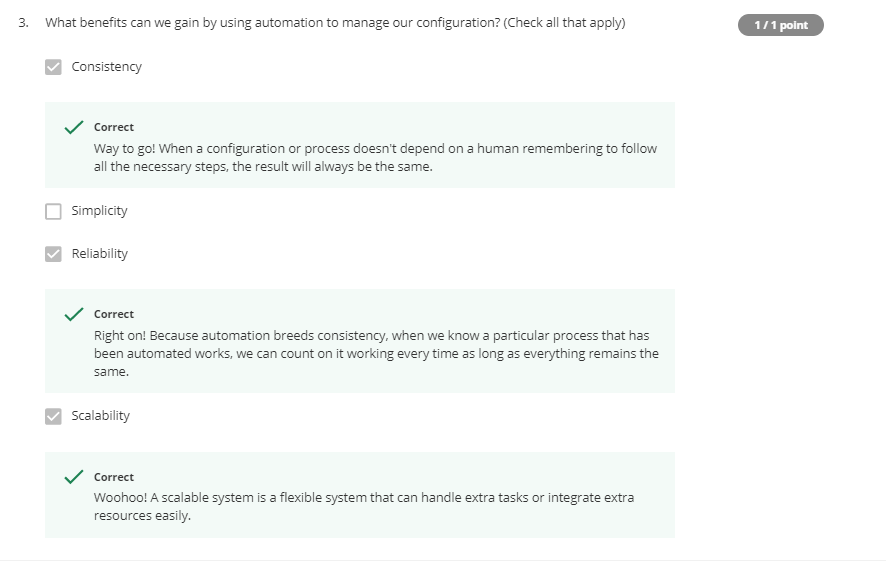 3. What benefits can we gain by using automation to manage our configuration? (Check all that apply)
1 / 1 point
Consistency
Correct
Way to go! When a configuration or process doesn't depend on a human remembering to follow
all the necessary steps, the result will always be the same.
Simplicity
Reliability
Correct
Right on! Because automation breeds consistency, when we know a particular process that has
been automated works, we can count on it working every time as long as everything remains the
same.
Scalability
Correct
Woohoo! A scalable system is a flexible system that can handle extra tasks or integrate extra
resources easily.